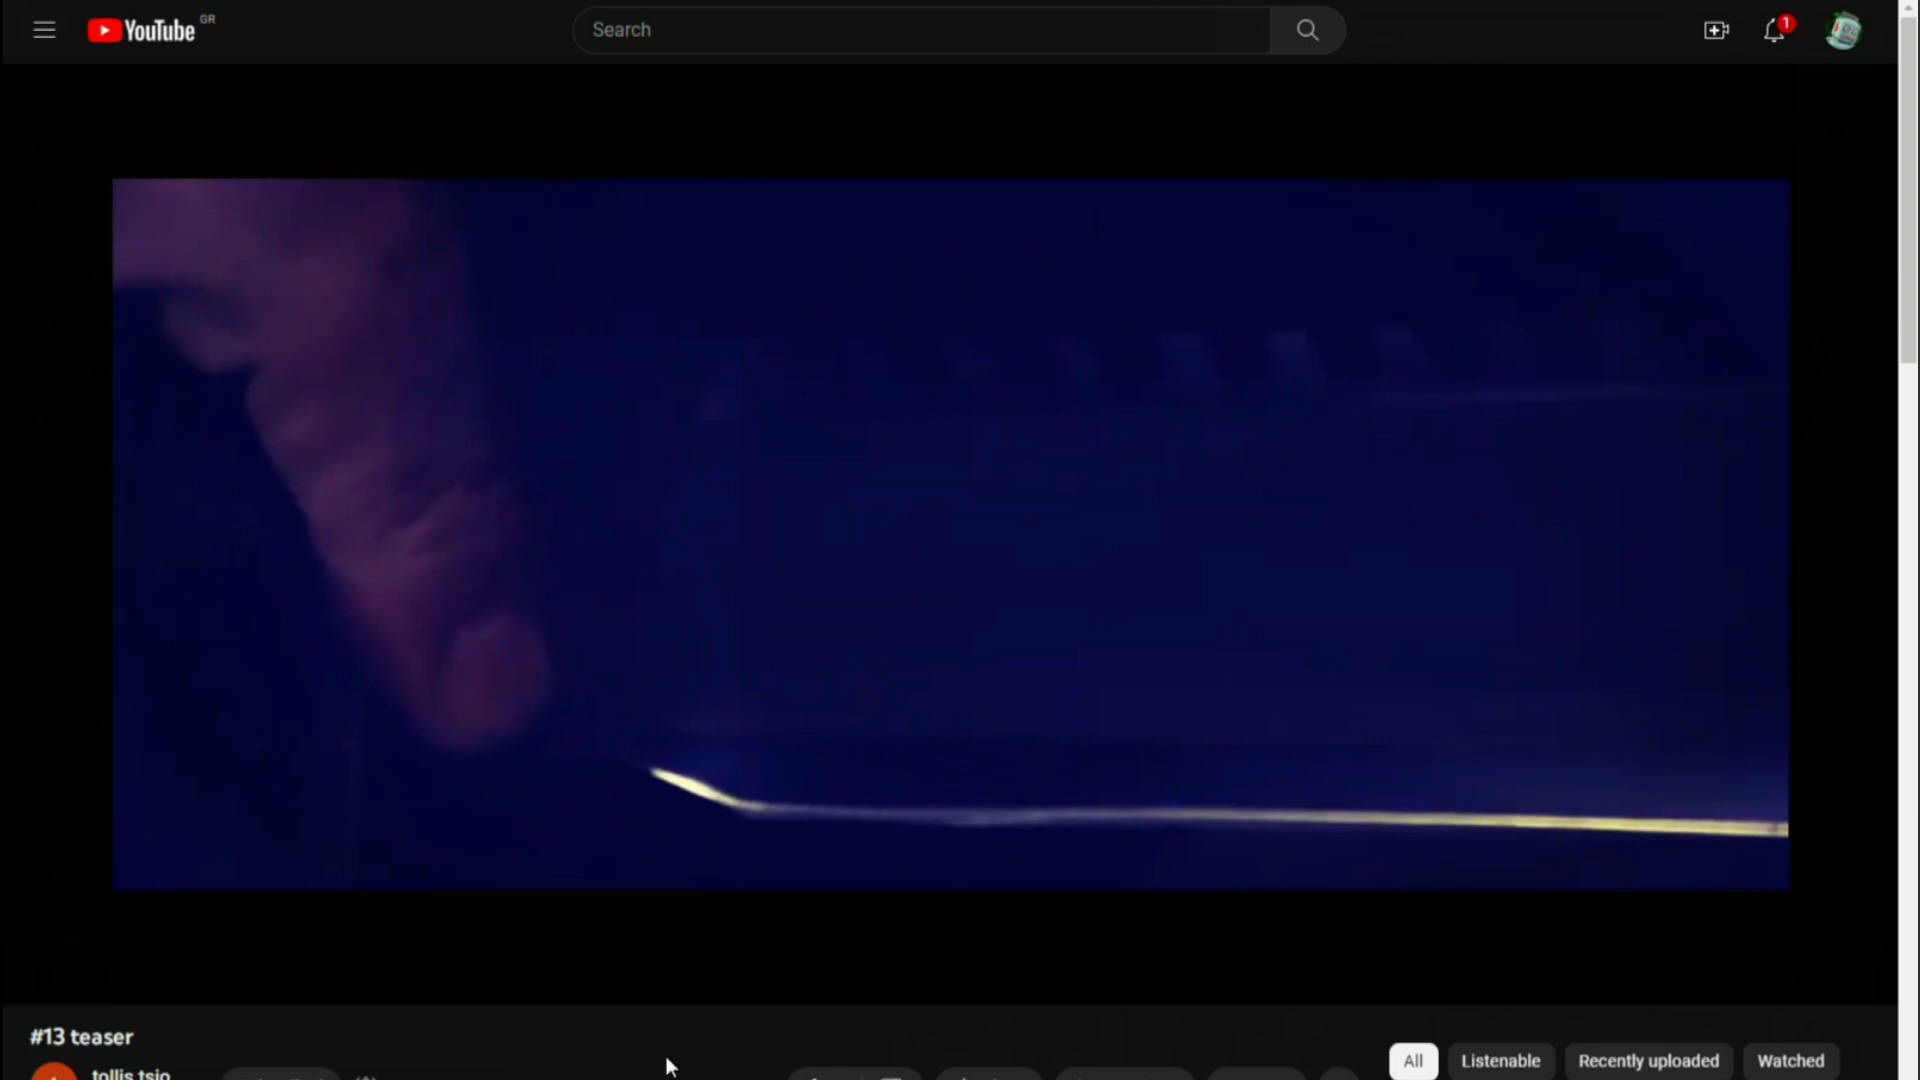 YouTube GR
Search
1
#13 teaser
All
Listenable
Recently uploaded
Watched
tollis tsio